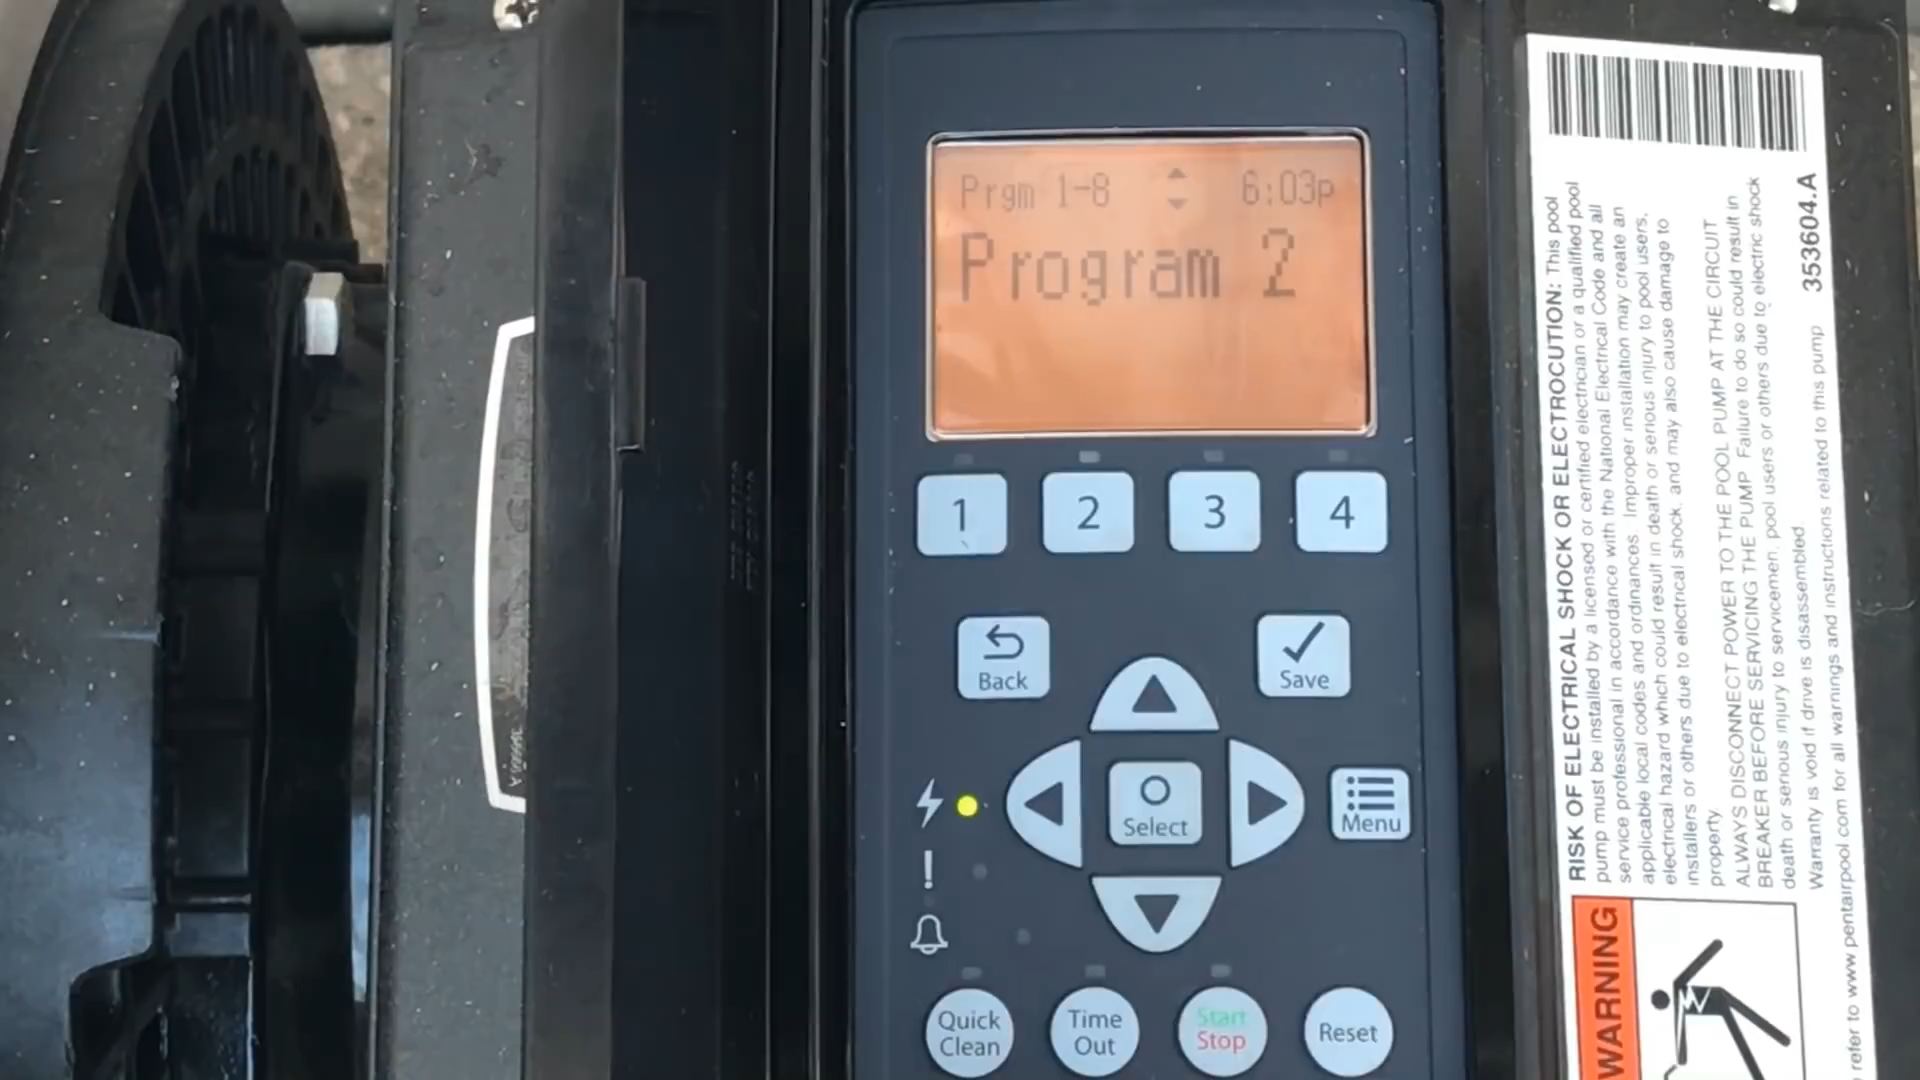 Prgm 1-8 6:03p
Program 2
1 2 3 4
Back
Save
Select
Menu
Quick Clean
Time Out
Start Stop
Reset
RISK OF ELECTRICAL SHOCK OR ELECTROCUTION: This pool
pump must be installed by a licensed or certified electrician or a qualified pool
service professional in accordance with the National Electrical Code and all
applicable local codes and ordinances. Improper installation may create an
electrical hazard which could result in death or serious injury to pool users,
installers or others due to electrical shock, and may also cause damage to
property.
ALWAYS DISCONNECT POWER TO THE POOL PUMP AT THE CIRCUIT
BREAKER BEFORE SERVICING THE PUMP. Failure to do so could result in
death or serious injury to servicemen, pool users or others due to electric shock
Warranty is void if drive is disassembled
refer to www.pentairpool.com for all warnings and instructions related to this pump
353604.A
WARNING